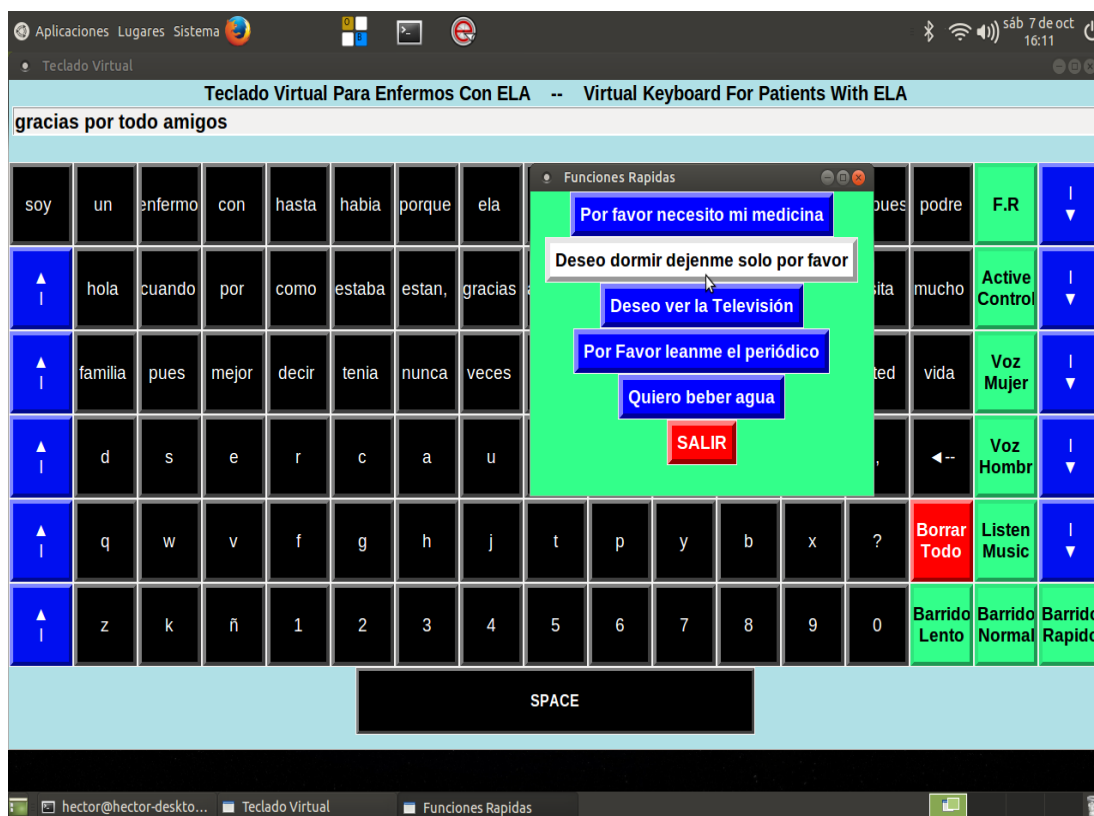 Aplicaciones Lugares Sistema
sáb 7 de oct
16:11
Teclado Virtual
Teclado Virtual Para Enfermos Con ELA -- Virtual Keyboard For Patients With ELA
gracias por todo amigos
soy un enfermo con hasta habia porque ela podre F.R
hola cuando por como estaba estan, gracias mucho Active Control
familia pues mejor decir tenia nunca veces vida Voz Mujer
d s e r c a u , Voz Hombr
q w v f g h j t p y b x ? Borrar Todo Listen Music
z k ñ 1 2 3 4 5 6 7 8 9 0 Barrido Lento Barrido Normal Barrido Rapido
SPACE
Funciones Rapidas
Por favor necesito mi medicina
Deseo dormir dejenme solo por favor
Deseo ver la Televisión
Por Favor leanme el periódico
Quiero beber agua
SALIR
hector@hector-deskto... Teclado Virtual Funciones Rapidas